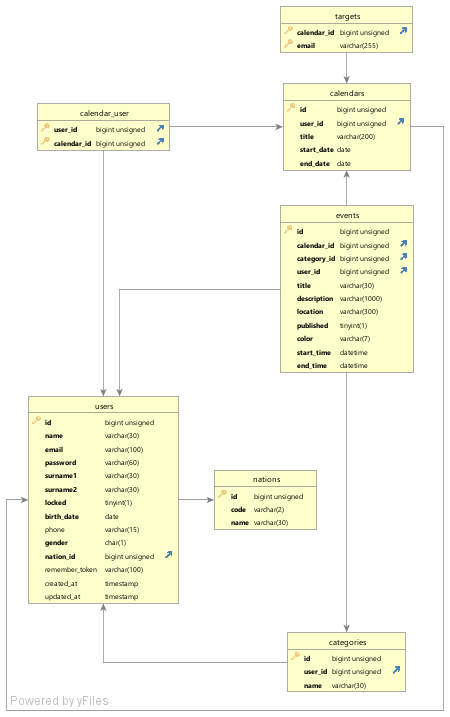 targets
calendar_id bigint unsigned
email varchar(255)
calendars
id bigint unsigned
user_id bigint unsigned
title varchar(200)
start_date date
end_date date
calendar_user
user_id bigint unsigned
calendar_id bigint unsigned
events
id bigint unsigned
calendar_id bigint unsigned
category_id bigint unsigned
user_id bigint unsigned
title varchar(30)
description varchar(1000)
location varchar(300)
published tinyint(1)
color varchar(7)
start_time datetime
end_time datetime
users
id bigint unsigned
name varchar(30)
email varchar(100)
password varchar(60)
surname1 varchar(30)
surname2 varchar(30)
locked tinyint(1)
birth_date date
phone varchar(15)
gender char(1)
nation_id bigint unsigned
remember_token varchar(100)
created_at timestamp
updated_at timestamp
nations
id bigint unsigned
code varchar(2)
name varchar(30)
categories
id bigint unsigned
user_id bigint unsigned
name varchar(30)
Powered by yFiles